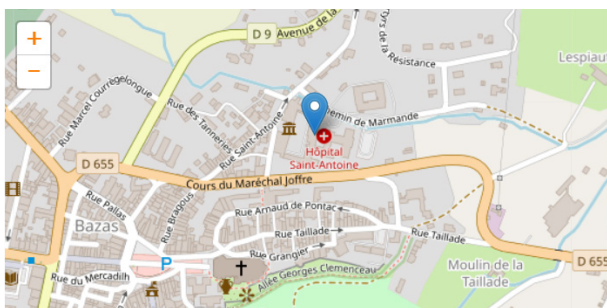 +
−
D 9
Avenue de la
rs de la
Résistance
Lespiaut
Rue Marcel Courrègelongue
Rue des Tanneries
Rue Saint-Antoine
Chemin de Marmande
Hôpital
Saint-Antoine
D 655
Cours du Maréchal Joffre
Rue Pallas
Rue Bragous
Bazas
Rue Arnaud de Pontac
Rue Taillade
Rue Taillade
Rue Grangier
P
Rue du Mercadilh
Allée Georges Clemenceau
Moulin de la
Taillade
D 655